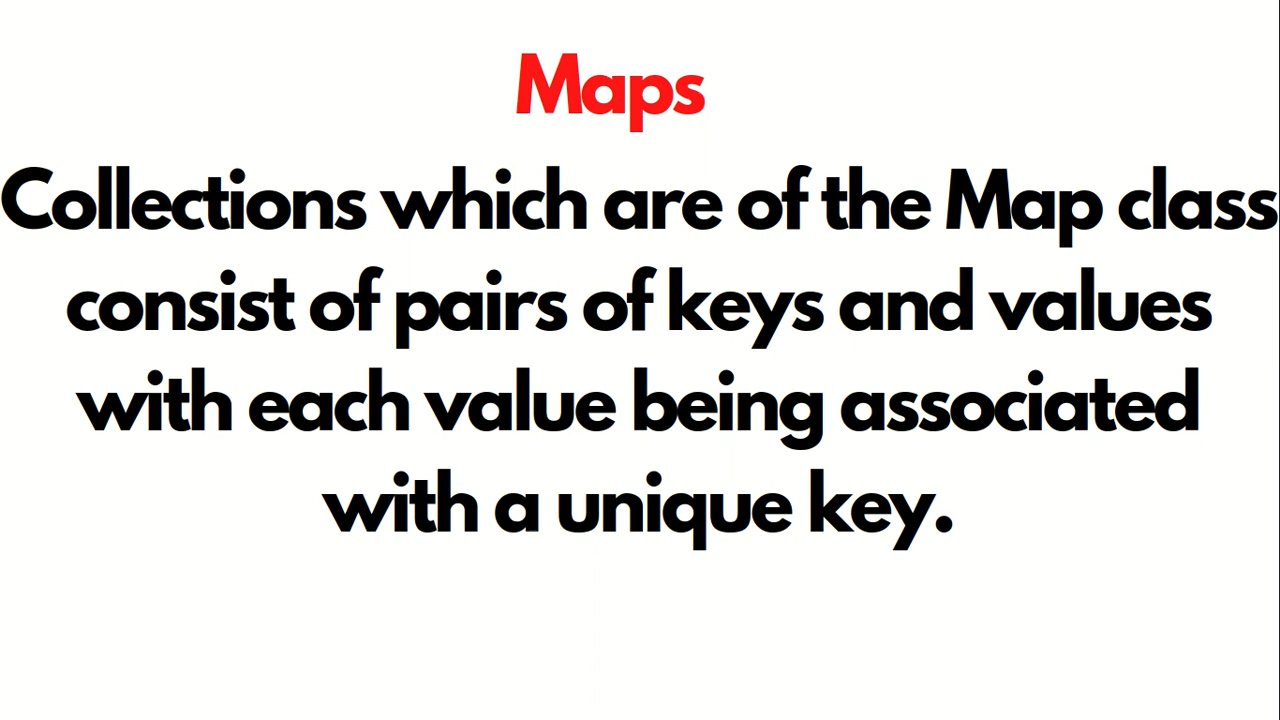 Maps
Collections which are of the Map class
consist of pairs of keys and values
with each value being associated
with a unique key.